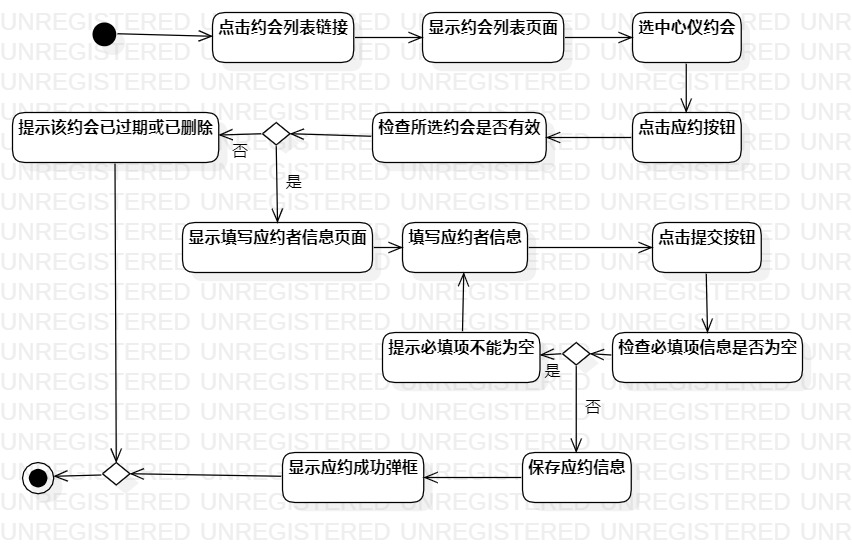 点击约会列表链接
显示约会列表页面
选中心仪约会
提示该约会已过期或已删除
检查所选约会是否有效
点击应约按钮
否
是
显示填写应约者信息页面
填写应约者信息
点击提交按钮
提示必填项不能为空
检查必填项信息是否为空
是
否
显示应约成功弹框
保存应约信息
UNREGISTERED